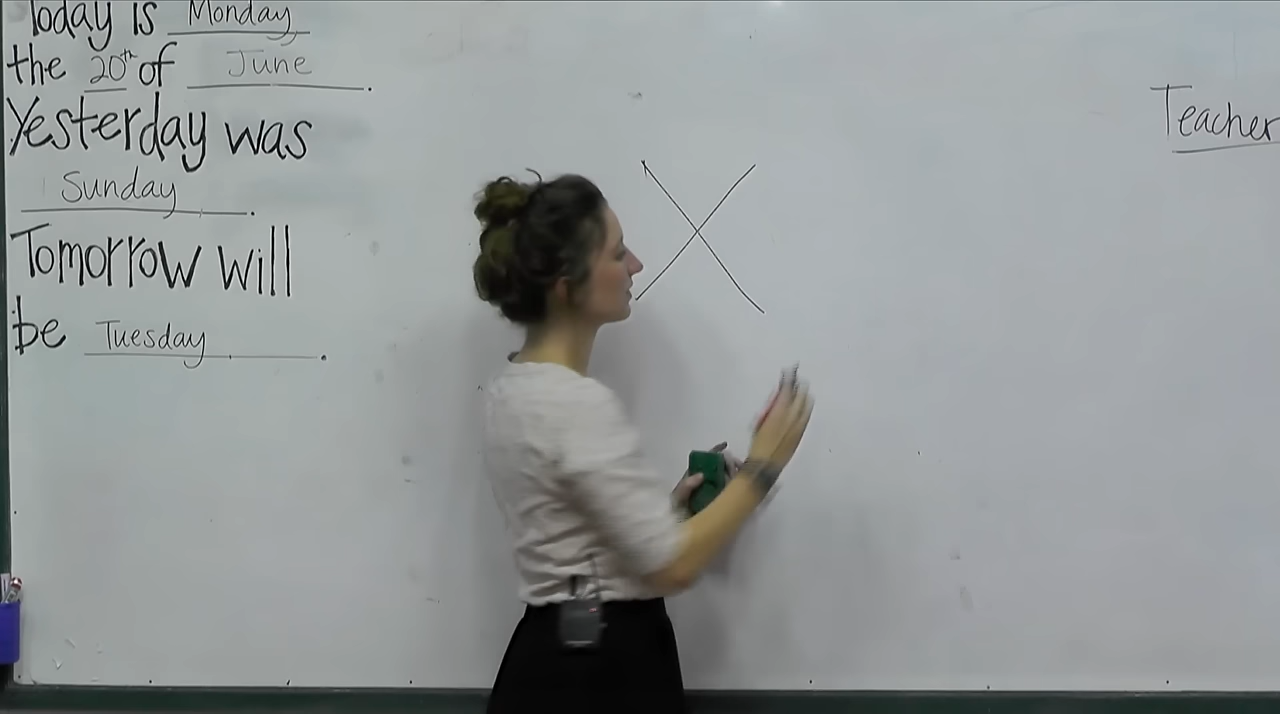 Today is Monday,
the 20th of June.
Yesterday was
Sunday.
Tomorrow will
be Tuesday.
X
Teacher